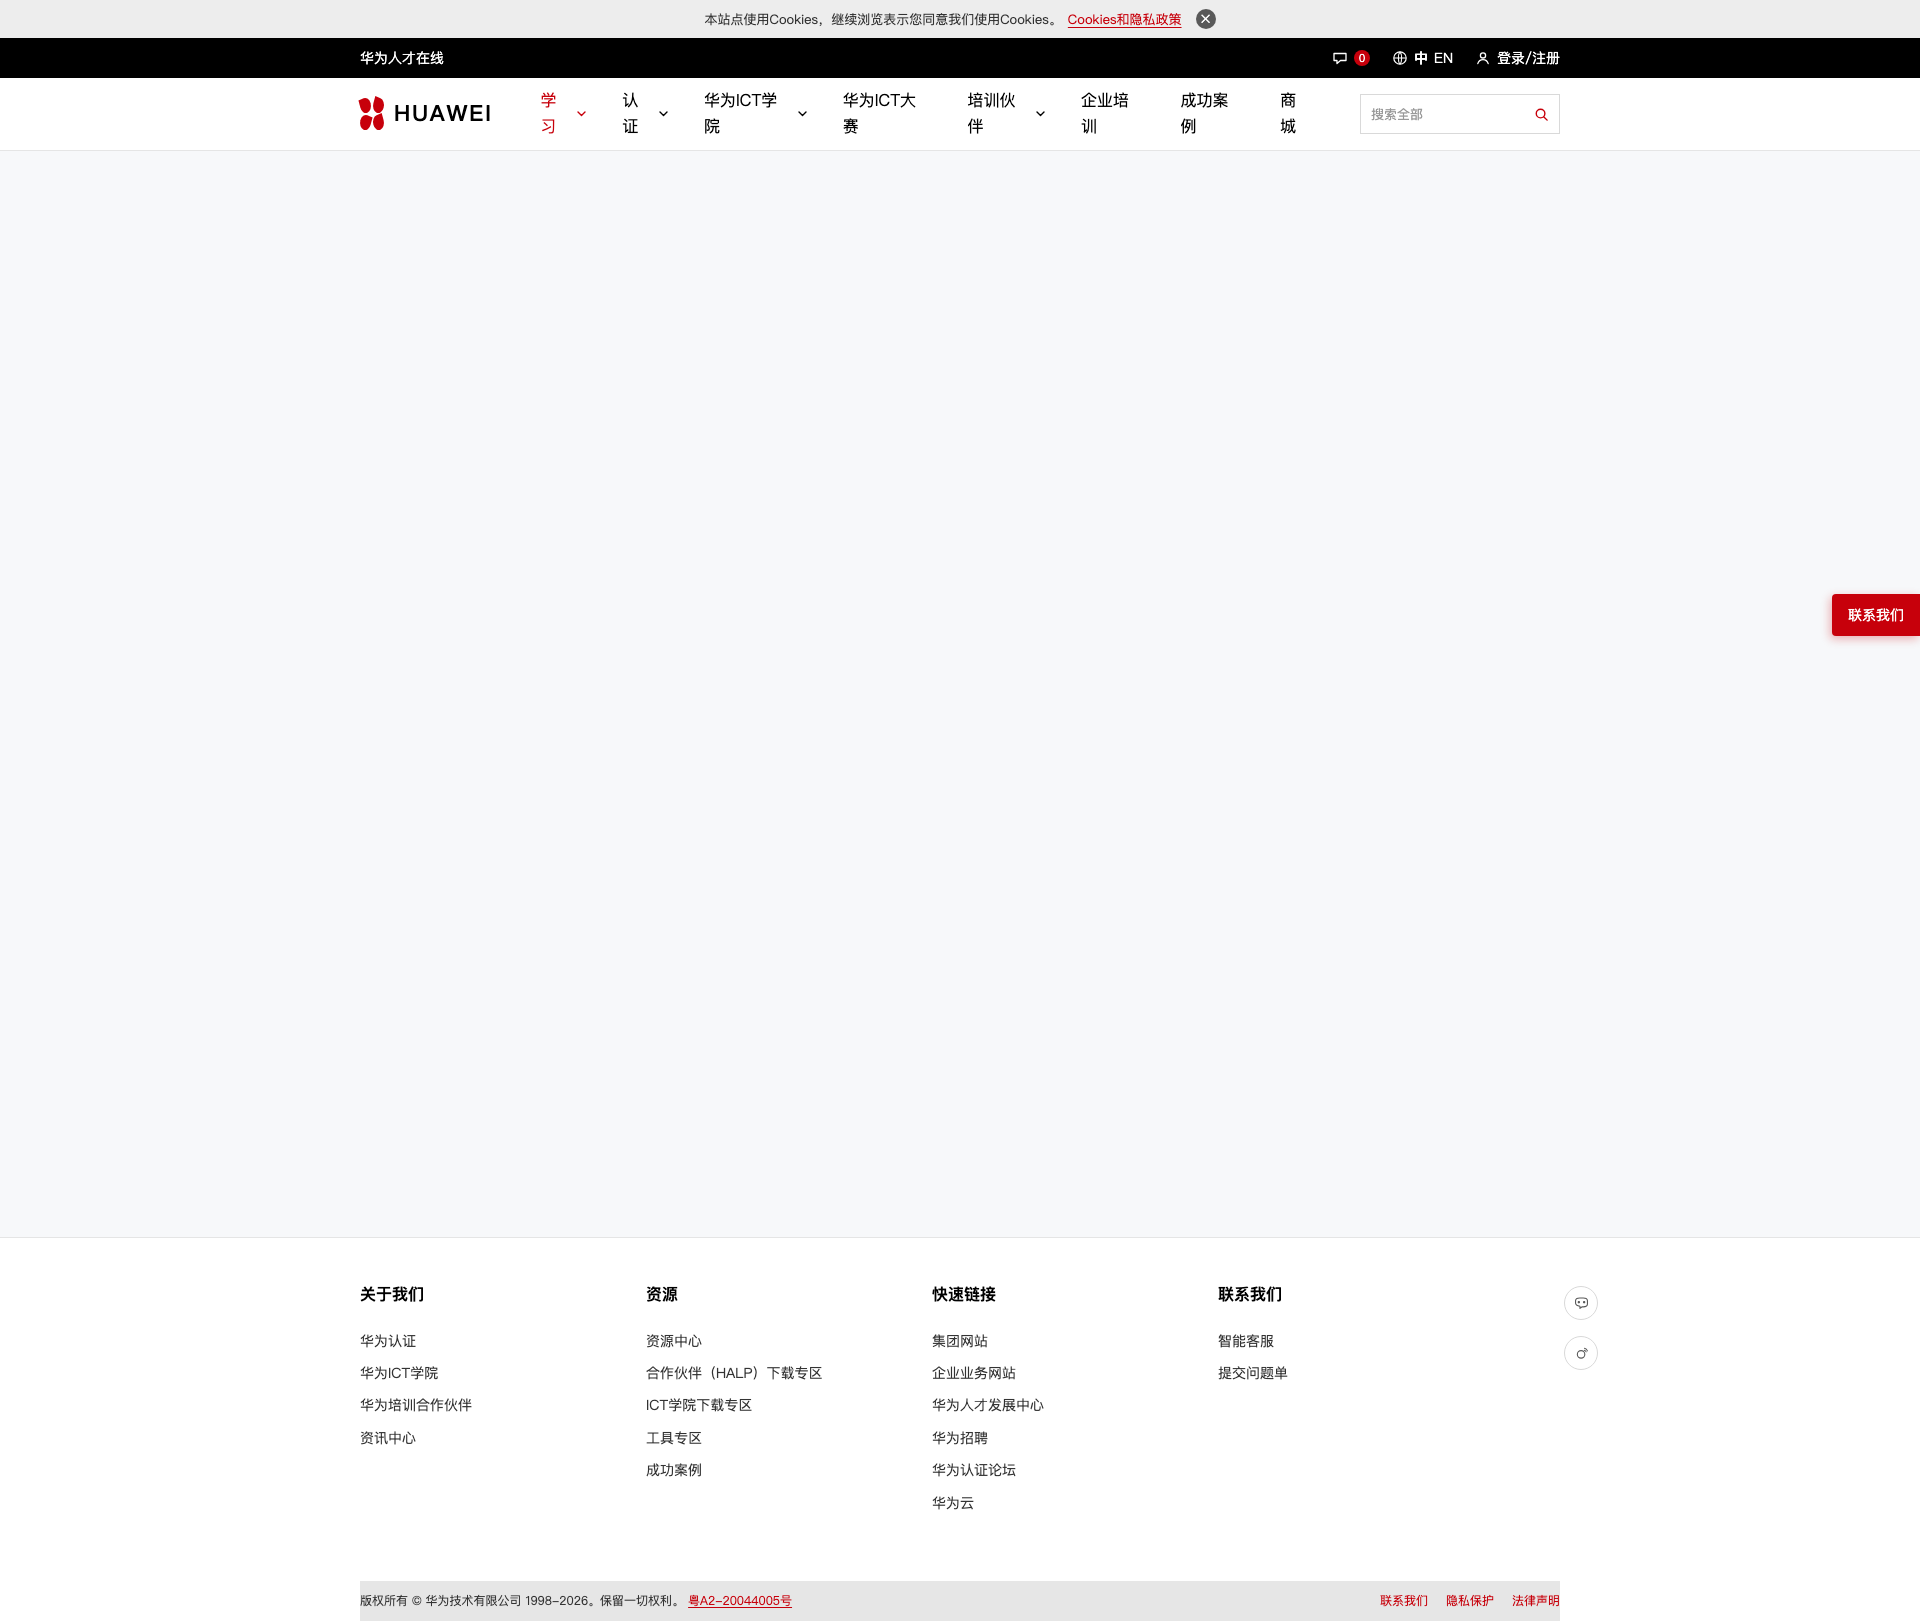 本站点使用Cookies，继续浏览表示您同意我们使用Cookies。 Cookies和隐私政策
华为人才在线
0
中 EN
登录/注册
HUAWEI
学习
认证
华为ICT学院
华为ICT大赛
培训伙伴
企业培训
成功案例
商城
搜索全部
联系我们
关于我们
华为认证
华为ICT学院
华为培训合作伙伴
资讯中心
资源
资源中心
合作伙伴（HALP）下载专区
ICT学院下载专区
工具专区
成功案例
快速链接
集团网站
企业业务网站
华为人才发展中心
华为招聘
华为认证论坛
华为云
联系我们
智能客服
提交问题单
版权所有 © 华为技术有限公司 1998-2026。保留一切权利。 粤A2-20044005号
联系我们 隐私保护 法律声明